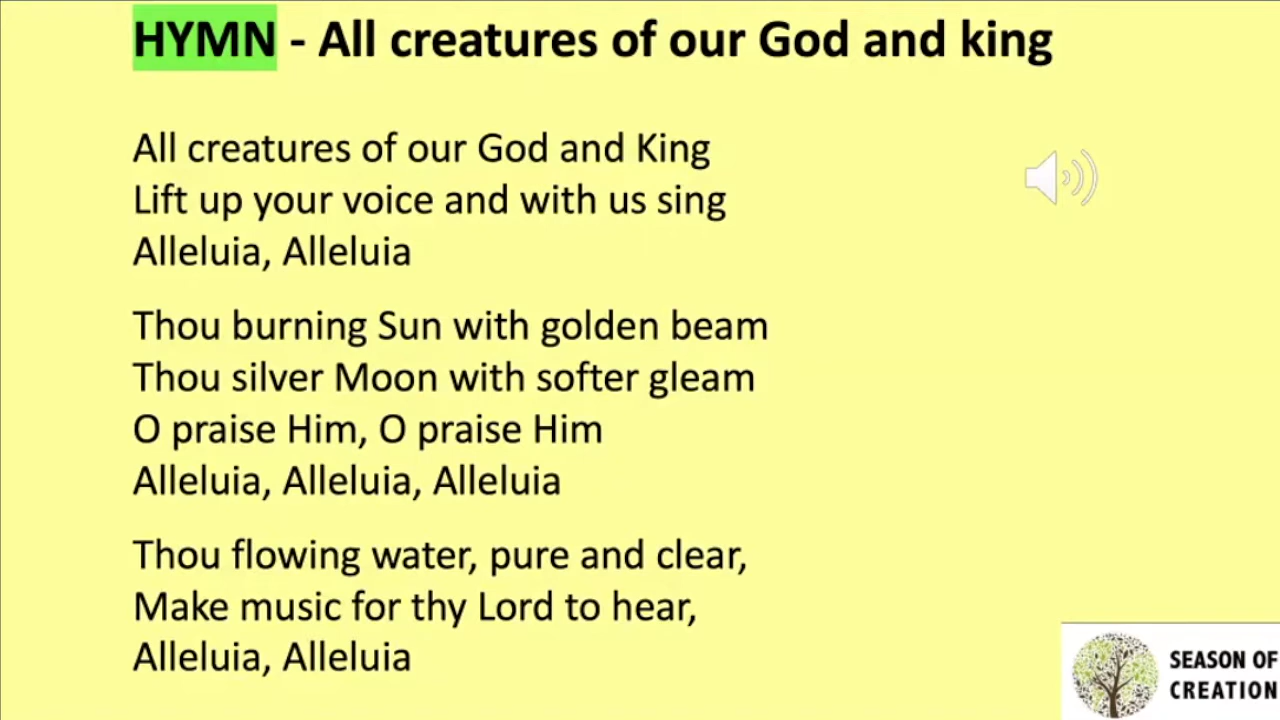 HYMN - All creatures of our God and king
All creatures of our God and King
Lift up your voice and with us sing
Alleluia, Alleluia
Thou burning Sun with golden beam
Thou silver Moon with softer gleam
O praise Him, O praise Him
Alleluia, Alleluia, Alleluia
Thou flowing water, pure and clear,
Make music for thy Lord to hear,
Alleluia, Alleluia
SEASON OF
CREATION